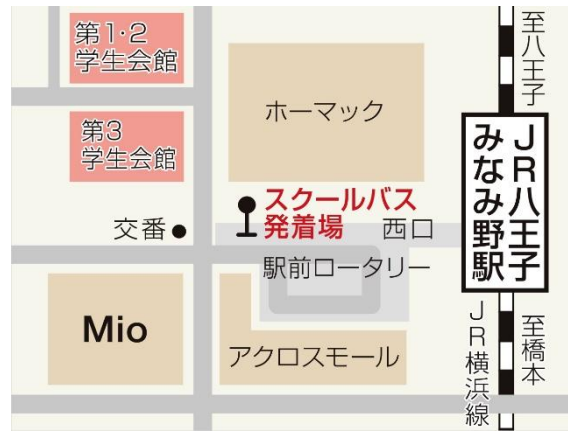 第1・2
学生会館
第3
学生会館
ホーマック
至八王子
JR八王子
みなみ野駅
スクールバス
発着場
西口
交番
駅前ロータリー
Mio
アクロスモール
JR横浜線
至橋本